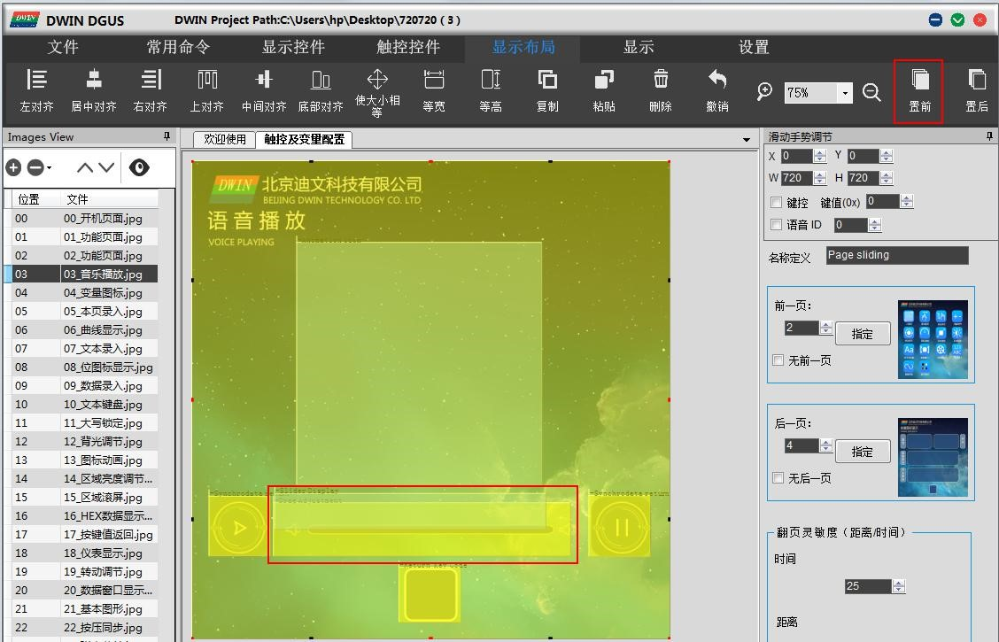 DWIN DWIN DGUS DWIN Project Path:C:\Users\hp\Desktop\720720 ( 3 )
文件 常用命令 显示控件 触控控件 显示布局 显示 设置
左对齐 居中对齐 右对齐 上对齐 中间对齐 底部对齐 使大小相等 等宽 等高 复制 粘贴 删除 撤销 75% 置前 置后
Images View
欢迎使用 触控及变量配置
滑动手势调节
X 0 Y 0
W 720 H 720
键控 键值(0x) 0
语音 ID 0
名称定义 Page sliding
前一页:
2 指定
无前一页
后一页:
4 指定
无后一页
翻页灵敏度（距离/时间）
时间
25
距离
位置 文件
00 00_开机页面.jpg
01 01_功能页面.jpg
02 02_功能页面.jpg
03 03_音乐播放.jpg
04 04_变量图标.jpg
05 05_本页录入.jpg
06 06_曲线显示.jpg
07 07_文本录入.jpg
08 08_位图标显示.jpg
09 09_数据录入.jpg
10 10_文本键盘.jpg
11 11_大写锁定.jpg
12 12_背光调节.jpg
13 13_图标动画.jpg
14 14_区域亮度调节...
15 15_区域滚屏.jpg
16 16_HEX数据显示...
17 17_按键值返回.jpg
18 18_仪表显示.jpg
19 19_转动调节.jpg
20 20_数据窗口显示...
21 21_基本图形.jpg
22 22_按压同步.jpg
DWIN 北京迪文科技有限公司
BEIJING DWIN TECHNOLOGY CO. LTD
语音播放
VOICE PLAYING
Slider Display
Drag Adjustment
Synchrodata return
Return Key Code